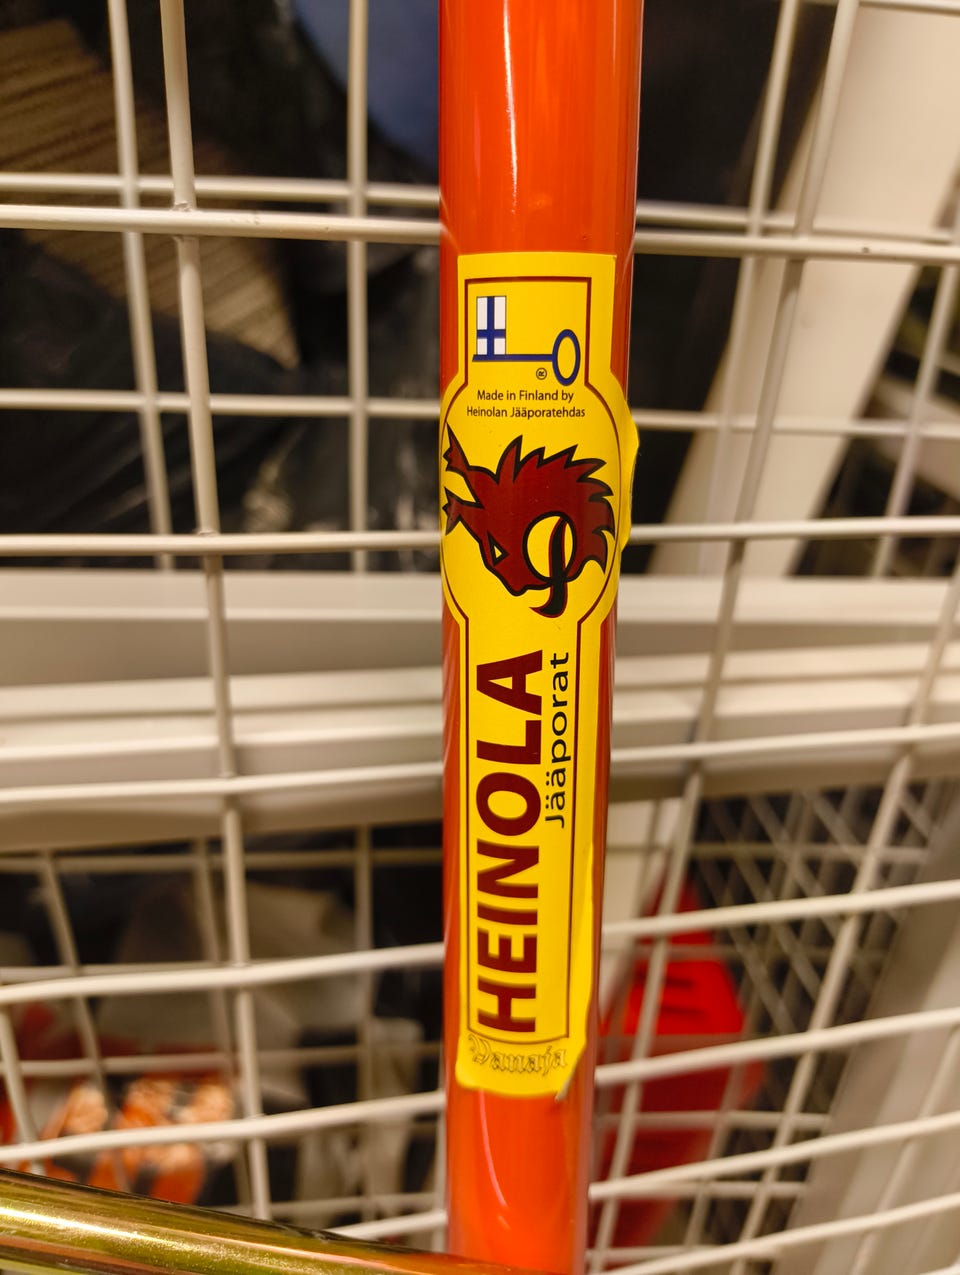 Made in Finland by
Heinolan Jääporatehdas
HEINOLA
Jääporat
Vanaja